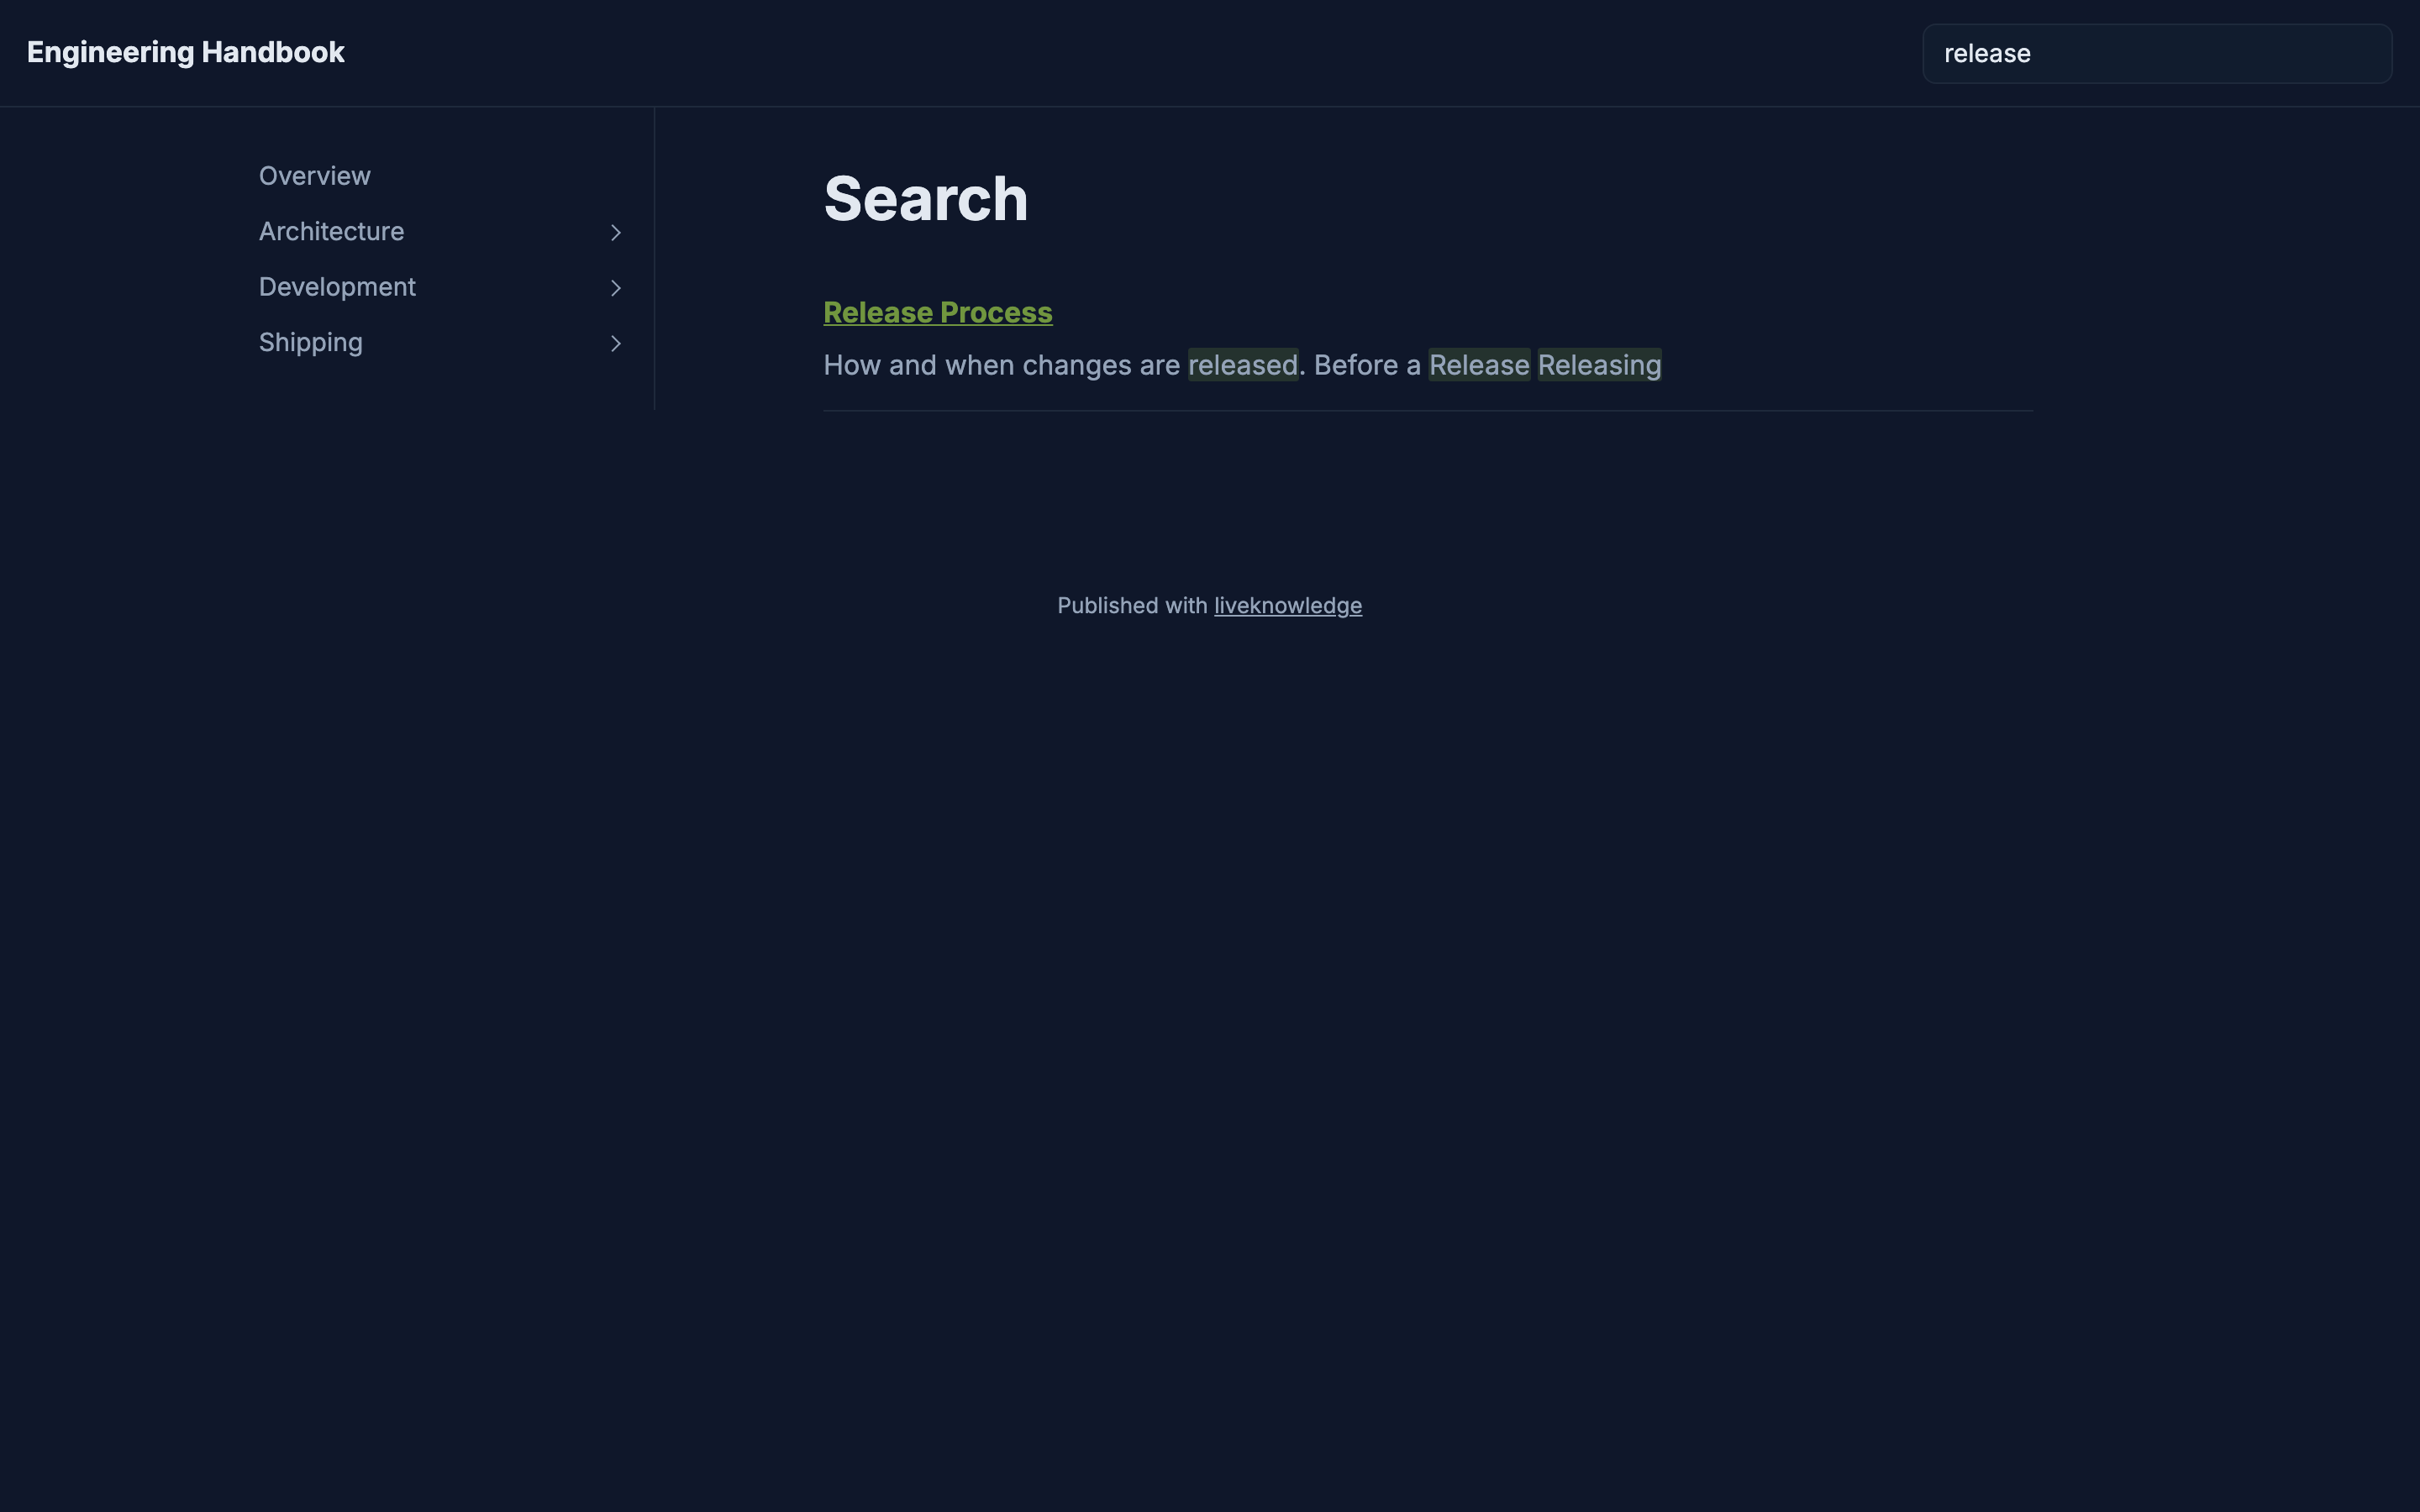 Engineering Handbook
release
Overview
Architecture
Development
Shipping
Search
Release Process
How and when changes are released. Before a Release Releasing
Published with liveknowledge